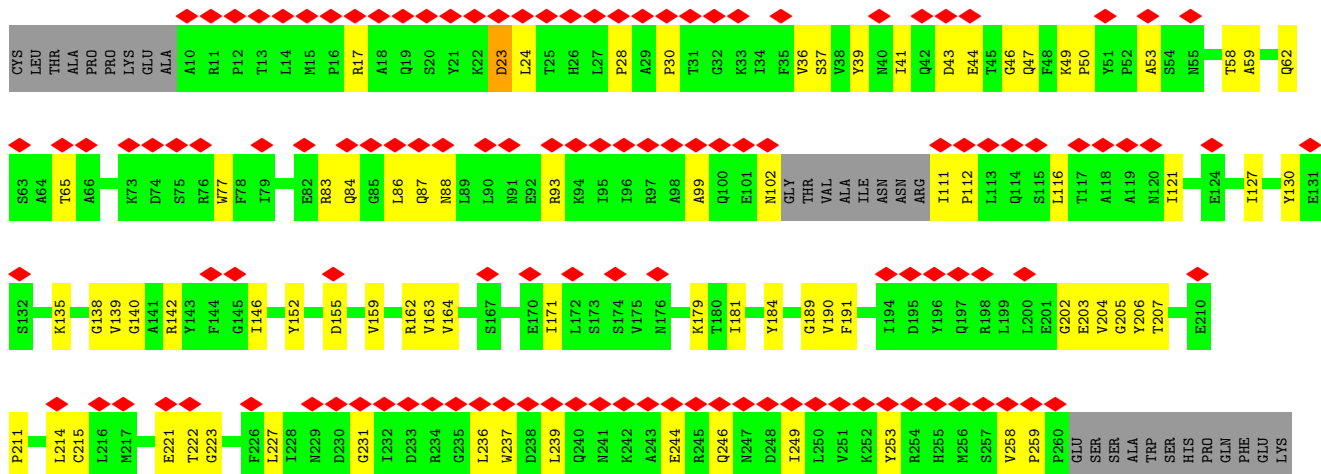 CYS LEU THR ALA PRO PRO LYS GLU ALA A10 R11 P12 T13 L14 M15 P16 R17 A18 Q19 S20 Y21 K22 D23 L24 T25 H26 L27 P28 A29 P30 T31 G32 K33 I34 F35 V36 S37 V38 Y39 N40 I41 Q42 D43 E44 T45 G46 Q47 F48 K49 P50 Y51 P52 A53 S54 N55 T58 A59 Q62
S63 A64 T65 A66 K73 D74 S75 R76 W77 F78 I79 E82 R83 Q84 G85 L86 Q87 N88 L89 L90 N91 E92 R93 K94 I95 I96 R97 A98 A99 Q100 E101 N102 GLY THR VAL ALA ILE ASN ASN ARG I111 P112 L113 Q114 S115 L116 T117 A118 A119 N120 I121 E124 I127 Y130 E131
S132 K135 G138 V139 G140 A141 R142 Y143 F144 G145 I146 Y152 D155 V159 R162 V163 V164 S167 E170 I171 L172 S173 S174 V175 N176 K179 T180 I181 Y184 G189 V190 F191 I194 D195 Y196 Q197 R198 L199 L200 E201 G202 E203 V204 G205 Y206 T207 E210
P211 L214 C215 L216 M217 E221 T222 G223 F226 L227 I228 N229 D230 G231 I232 D233 R234 G235 L236 W237 D238 L239 Q240 N241 K242 A243 E244 R245 Q246 N247 D248 I249 L250 V251 K252 Y253 R254 H255 M256 S257 V258 P259 P260 GLU SER SER ALA TRP SER HIS PRO GLN PHE GLU LYS